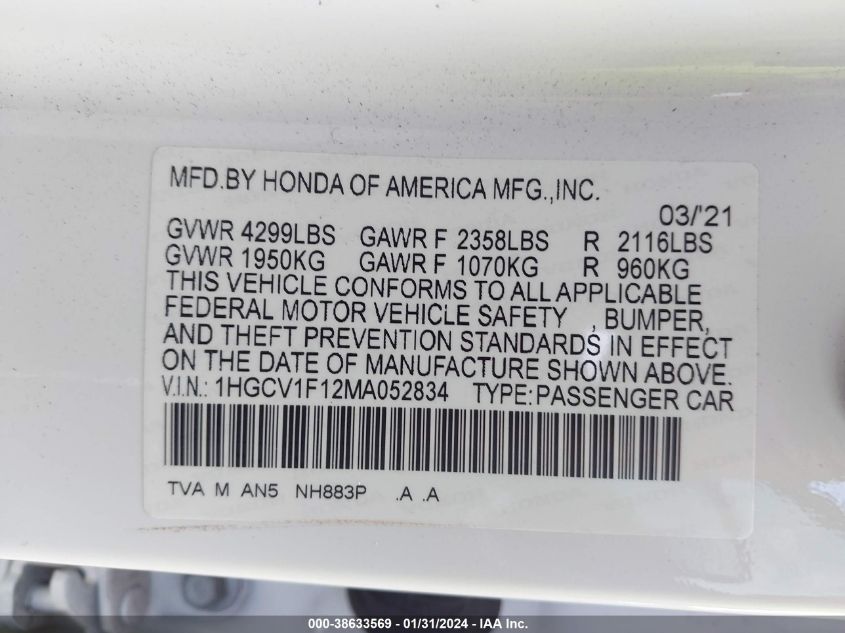 MFD.BY HONDA OF AMERICA MFG.,INC.
03/'21
GVWR 4299LBS GAWR F 2358LBS R 2116LBS
GVWR 1950KG GAWR F 1070KG R 960KG
THIS VEHICLE CONFORMS TO ALL APPLICABLE
FEDERAL MOTOR VEHICLE SAFETY , BUMPER,
AND THEFT PREVENTION STANDARDS IN EFFECT
ON THE DATE OF MANUFACTURE SHOWN ABOVE.
V.I.N.: 1HGCV1F12MA052834 TYPE:PASSENGER CAR
TVA M AN5 NH883P .A .A
000-38633569 / 01/31/2024 - IAA Inc.